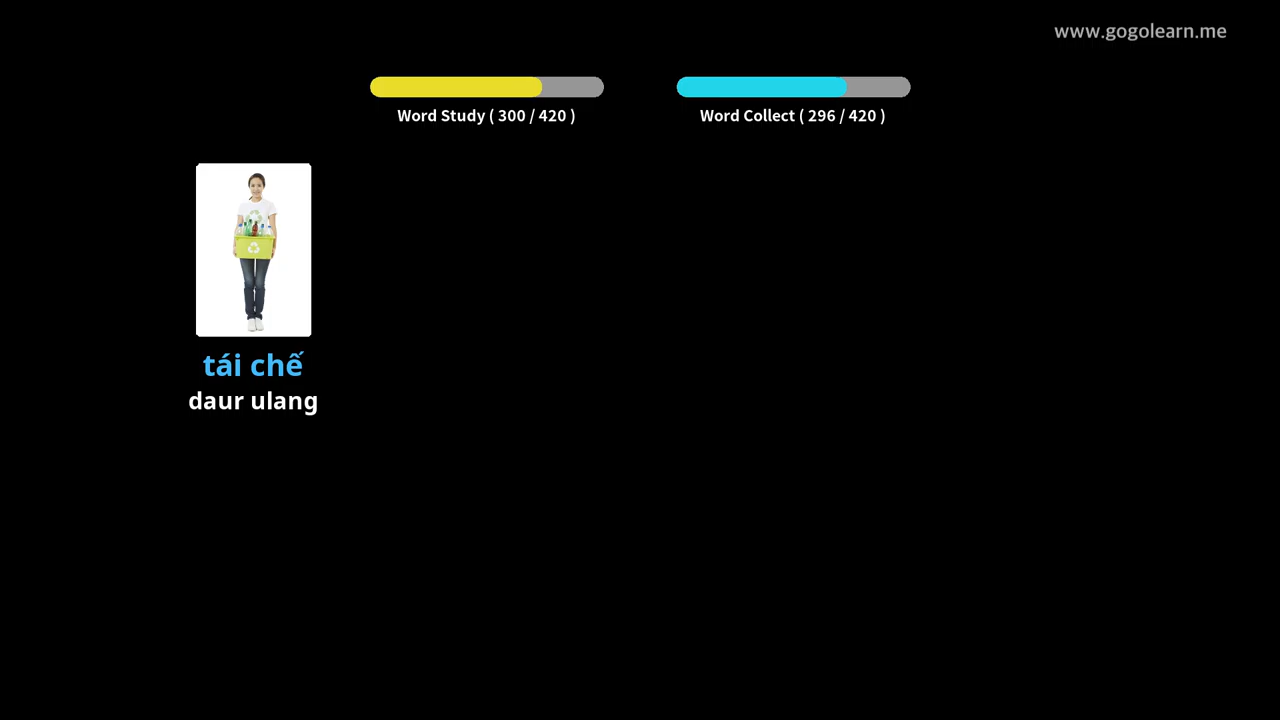 www.gogolearn.me
Word Study ( 300 / 420 )
Word Collect ( 296 / 420 )
tái chế
daur ulang